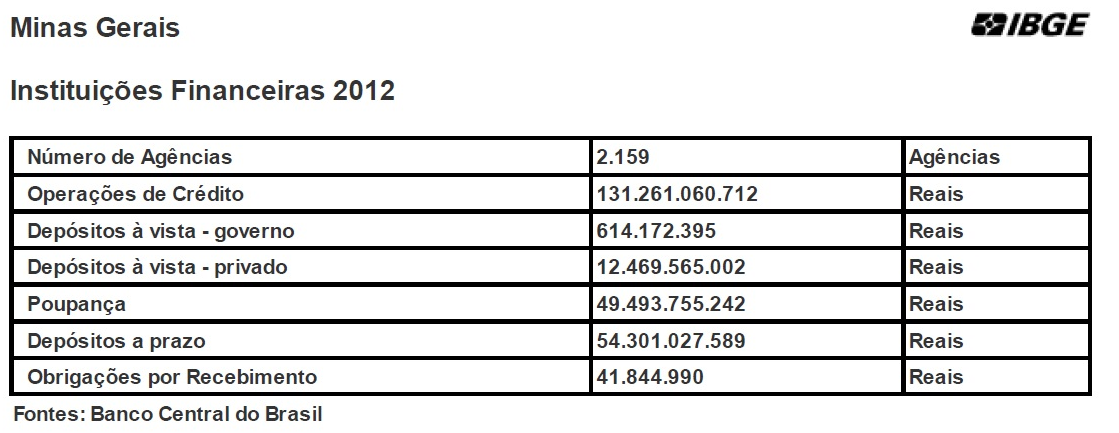 Minas Gerais
IBGE
Instituições Financeiras 2012
Número de Agências 2.159 Agências
Operações de Crédito 131.261.060.712 Reais
Depósitos à vista - governo 614.172.395 Reais
Depósitos à vista - privado 12.469.565.002 Reais
Poupança 49.493.755.242 Reais
Depósitos a prazo 54.301.027.589 Reais
Obrigações por Recebimento 41.844.990 Reais
Fontes: Banco Central do Brasil